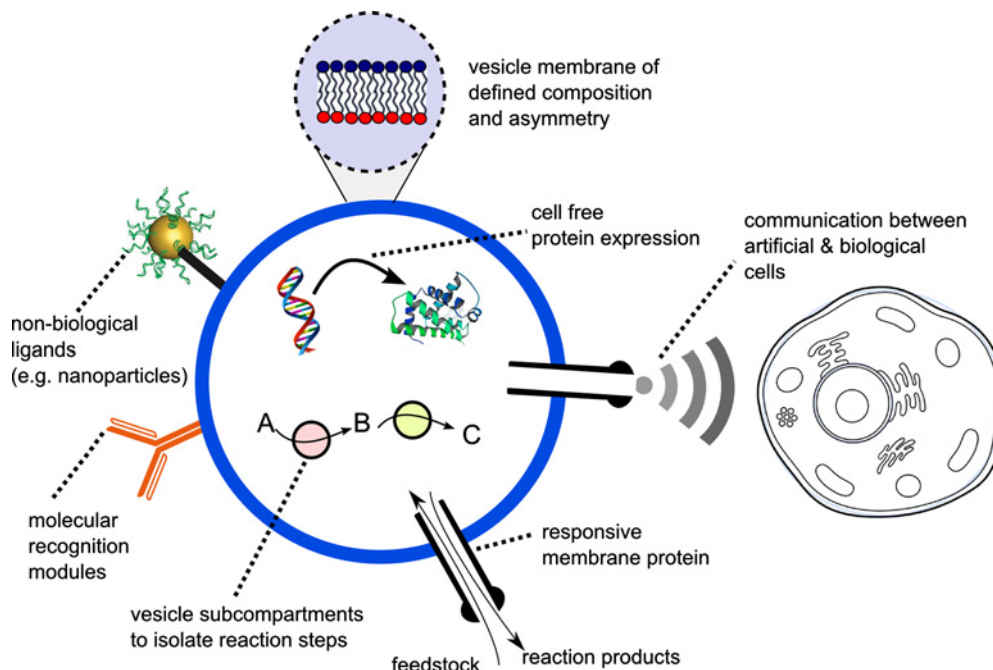 vesicle membrane of
defined composition
and asymmetry
cell free
protein expression
communication between
artificial & biological
cells
non-biological
ligands
(e.g. nanoparticles)
A
B
C
molecular
recognition
modules
responsive
membrane protein
vesicle subcompartments
to isolate reaction steps
feedstock
reaction products